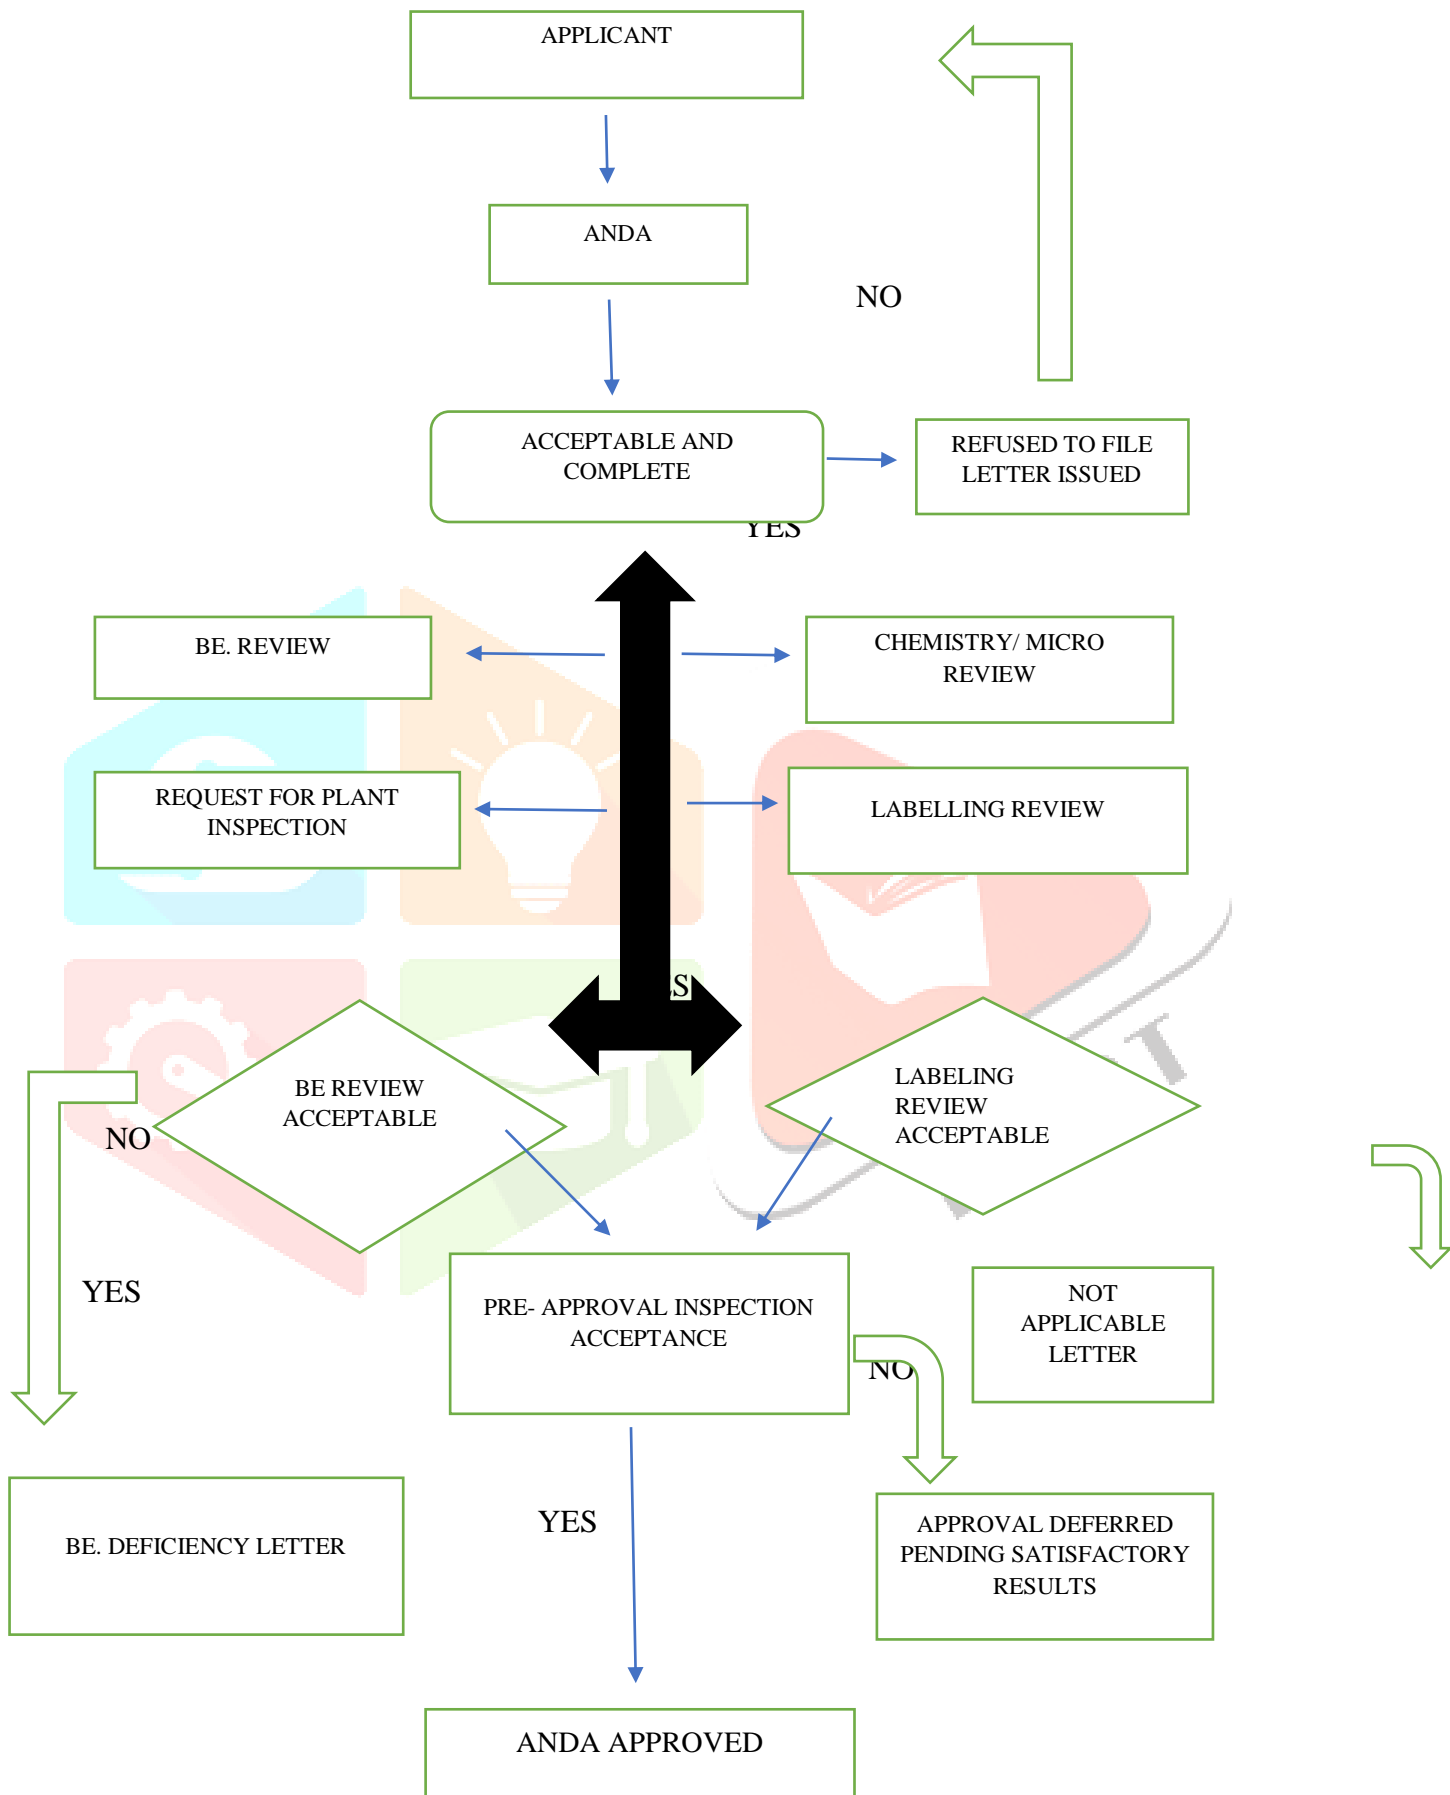 APPLICANT
ANDA
NO
ACCEPTABLE AND
COMPLETE
REFUSED TO FILE
LETTER ISSUED
YES
BE. REVIEW
CHEMISTRY/ MICRO
REVIEW
REQUEST FOR PLANT
INSPECTION
LABELLING REVIEW
BE REVIEW
ACCEPTABLE
LABELING
REVIEW
ACCEPTABLE
NO
YES
PRE- APPROVAL INSPECTION
ACCEPTANCE
NOT
APPLICABLE
LETTER
NO
YES
BE. DEFICIENCY LETTER
APPROVAL DEFERRED
PENDING SATISFACTORY
RESULTS
ANDA APPROVED